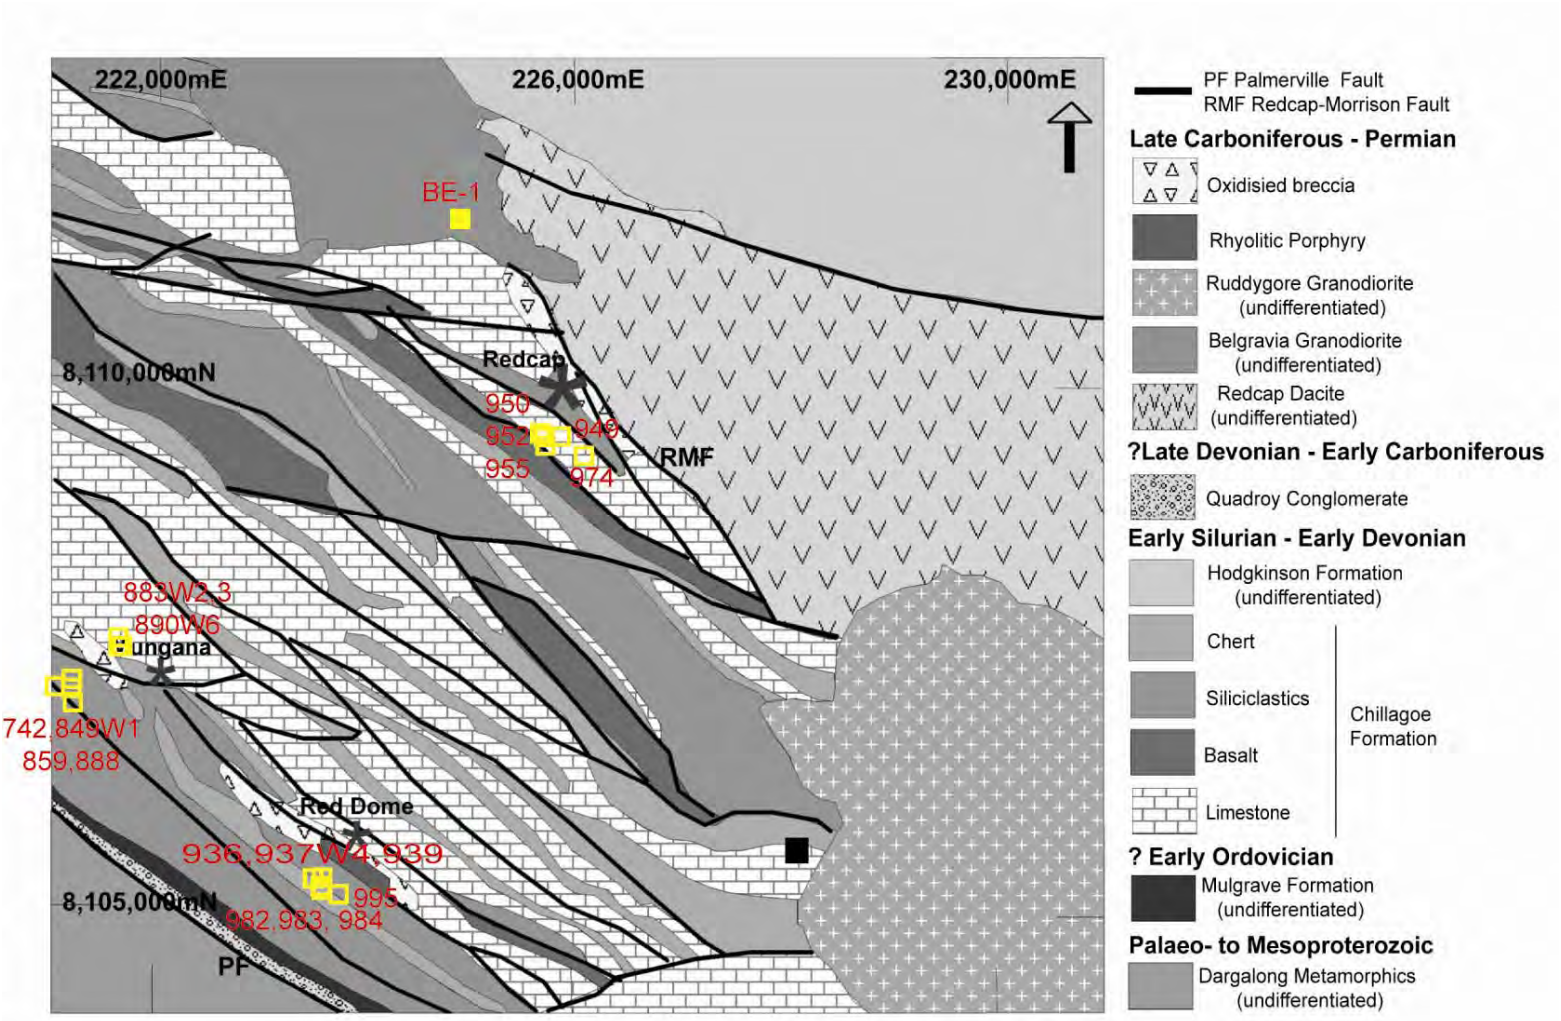 222,000mE
226,000mE
230,000mE
BE-1
Redcap
8,110,000mN
950
949
952
RMF
955
974
883W2,3
890W6
ungana
742,849W1
859,888
Red Dome
936,937W4,939
995
8,105,000mN
982,983, 984
PF
PF Palmerville Fault
RMF Redcap-Morrison Fault
Late Carboniferous - Permian
Oxidisied breccia
Rhyolitic Porphyry
Ruddygore Granodiorite
(undifferentiated)
Belgravia Granodiorite
(undifferentiated)
Redcap Dacite
(undifferentiated)
?Late Devonian - Early Carboniferous
Quadroy Conglomerate
Early Silurian - Early Devonian
Hodgkinson Formation
(undifferentiated)
Chert
Siliciclastics
Chillagoe
Formation
Basalt
Limestone
? Early Ordovician
Mulgrave Formation
(undifferentiated)
Palaeo- to Mesoproterozoic
Dargalong Metamorphics
(undifferentiated)